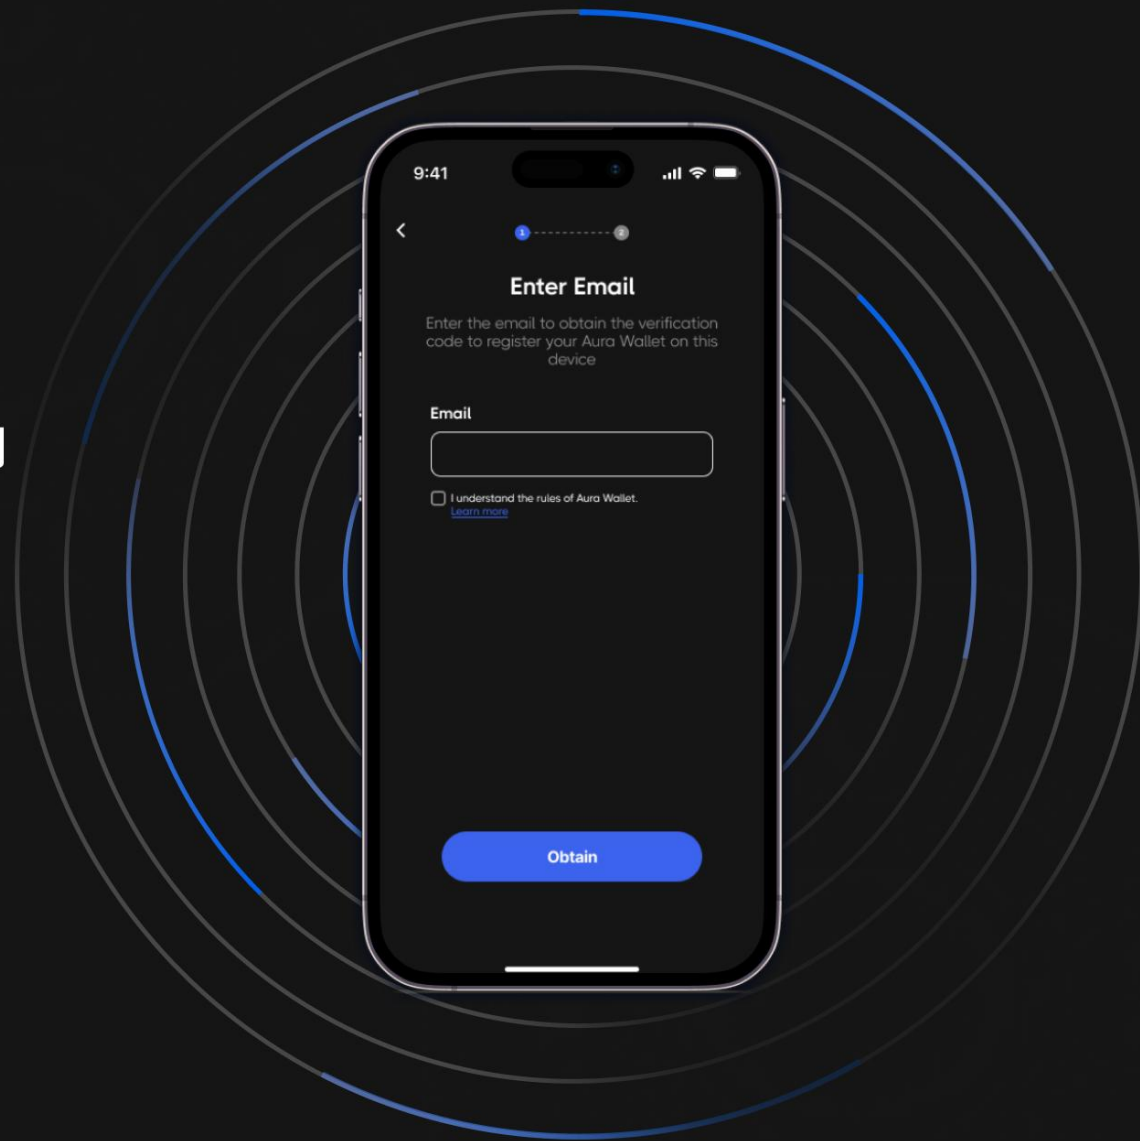 9:41
1
2
Enter Email
Enter the email to obtain the verification
code to register your Aura Wallet on this
device
Email
I understand the rules of Aura Wallet.
Learn more
Obtain